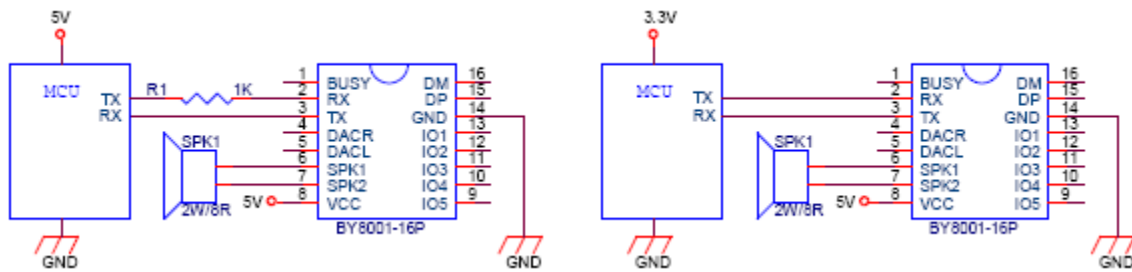 5V
MCU
TX
RX
R1
1K
1 BUSY DM 16
2 RX DP 15
3 TX GND 14
4 DACR IO1 13
5 DACL IO2 12
6 SPK1 IO3 11
7 SPK2 IO4 10
8 VCC IO5 9
SPK1
2W/8R
5V
BY8001-16P
GND
GND
3.3V
MCU
TX
RX
1 BUSY DM 16
2 RX DP 15
3 TX GND 14
4 DACR IO1 13
5 DACL IO2 12
6 SPK1 IO3 11
7 SPK2 IO4 10
8 VCC IO5 9
SPK1
2W/8R
5V
BY8001-16P
GND
GND